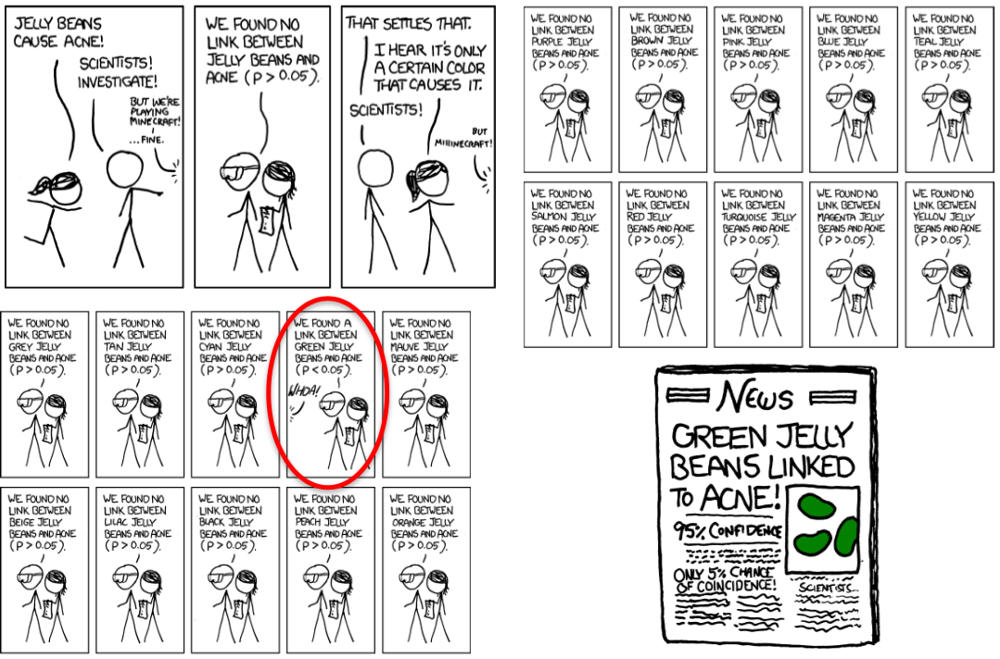 JELLY BEANS
CAUSE ACNE!
SCIENTISTS!
INVESTIGATE!
BUT WE'RE
PLAYING
MINECRAFT!
...FINE.
WE FOUND NO
LINK BETWEEN
JELLY BEANS AND
ACNE (P > 0.05).
THAT SETTLES THAT.
I HEAR IT'S ONLY
A CERTAIN COLOR
THAT CAUSES IT.
SCIENTISTS!
BUT
MIIINECRAFT!
WE FOUND NO
LINK BETWEEN
PURPLE JELLY
BEANS AND ACNE
(P > 0.05).
WE FOUND NO
LINK BETWEEN
BROWN JELLY
BEANS AND ACNE
(P > 0.05).
WE FOUND NO
LINK BETWEEN
PINK JELLY
BEANS AND ACNE
(P > 0.05).
WE FOUND NO
LINK BETWEEN
BLUE JELLY
BEANS AND ACNE
(P > 0.05).
WE FOUND NO
LINK BETWEEN
TEAL JELLY
BEANS AND ACNE
(P > 0.05).
WE FOUND NO
LINK BETWEEN
SALMON JELLY
BEANS AND ACNE
(P > 0.05).
WE FOUND NO
LINK BETWEEN
RED JELLY
BEANS AND ACNE
(P > 0.05).
WE FOUND NO
LINK BETWEEN
TURQUOISE JELLY
BEANS AND ACNE
(P > 0.05).
WE FOUND NO
LINK BETWEEN
MAGENTA JELLY
BEANS AND ACNE
(P > 0.05).
WE FOUND NO
LINK BETWEEN
YELLOW JELLY
BEANS AND ACNE
(P > 0.05).
WE FOUND NO
LINK BETWEEN
GREY JELLY
BEANS AND ACNE
(P > 0.05).
WE FOUND NO
LINK BETWEEN
TAN JELLY
BEANS AND ACNE
(P > 0.05).
WE FOUND NO
LINK BETWEEN
CYAN JELLY
BEANS AND ACNE
(P > 0.05).
WE FOUND A
LINK BETWEEN
GREEN JELLY
BEANS AND ACNE
(P < 0.05).
WHOA!
WE FOUND NO
LINK BETWEEN
MAUVE JELLY
BEANS AND ACNE
(P > 0.05).
WE FOUND NO
LINK BETWEEN
BEIGE JELLY
BEANS AND ACNE
(P > 0.05).
WE FOUND NO
LINK BETWEEN
LILAC JELLY
BEANS AND ACNE
(P > 0.05).
WE FOUND NO
LINK BETWEEN
BLACK JELLY
BEANS AND ACNE
(P > 0.05).
WE FOUND NO
LINK BETWEEN
PEACH JELLY
BEANS AND ACNE
(P > 0.05).
WE FOUND NO
LINK BETWEEN
ORANGE JELLY
BEANS AND ACNE
(P > 0.05).
NEWS
GREEN JELLY
BEANS LINKED
TO ACNE!
95% CONFIDENCE
ONLY 5% CHANCE
OF COINCIDENCE!
SCIENTISTS...